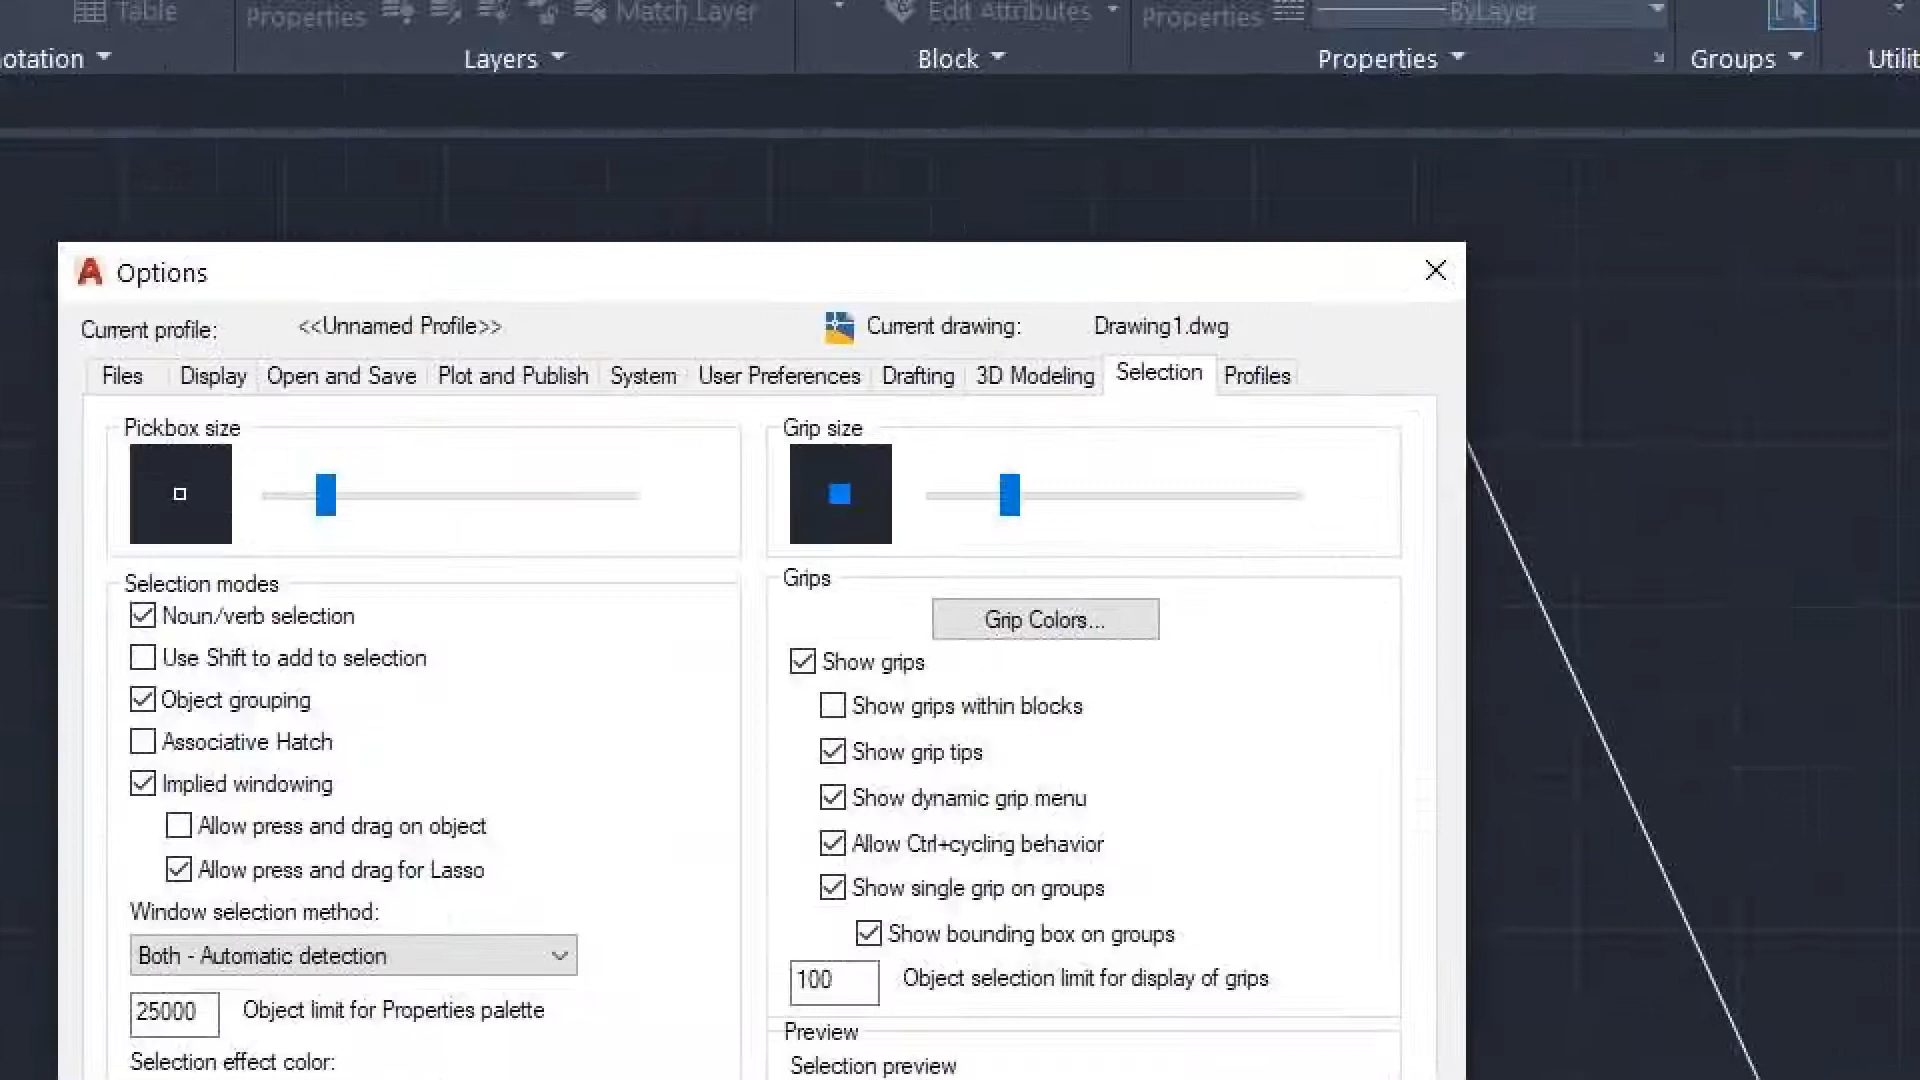 Table
Properties
Match Layer
Edit Attributes
Properties
ByLayer
otation
Layers
Block
Properties
Groups
Utilit
Options
Current profile:
<<Unnamed Profile>>
Current drawing:
Drawing1.dwg
Files
Display
Open and Save
Plot and Publish
System
User Preferences
Drafting
3D Modeling
Selection
Profiles
Pickbox size
Selection modes
Noun/verb selection
Use Shift to add to selection
Object grouping
Associative Hatch
Implied windowing
Allow press and drag on object
Allow press and drag for Lasso
Window selection method:
Both - Automatic detection
25000
Object limit for Properties palette
Selection effect color:
Grip size
Grips
Grip Colors...
Show grips
Show grips within blocks
Show grip tips
Show dynamic grip menu
Allow Ctrl+cycling behavior
Show single grip on groups
Show bounding box on groups
100
Object selection limit for display of grips
Preview
Selection preview